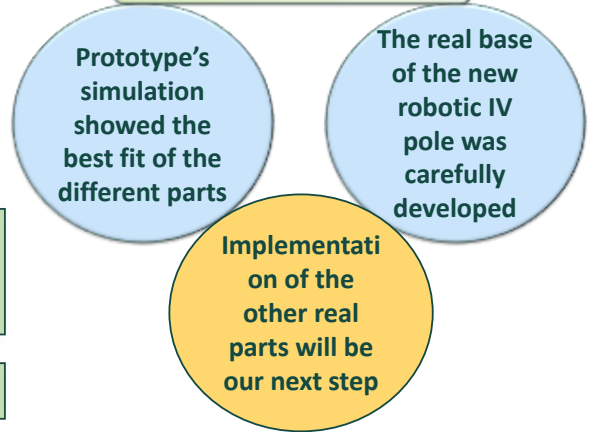 Prototype’s
simulation
showed the
best fit of the
different parts
The real base
of the new
robotic IV
pole was
carefully
developed
Implementati
on of the
other real
parts will be
our next step